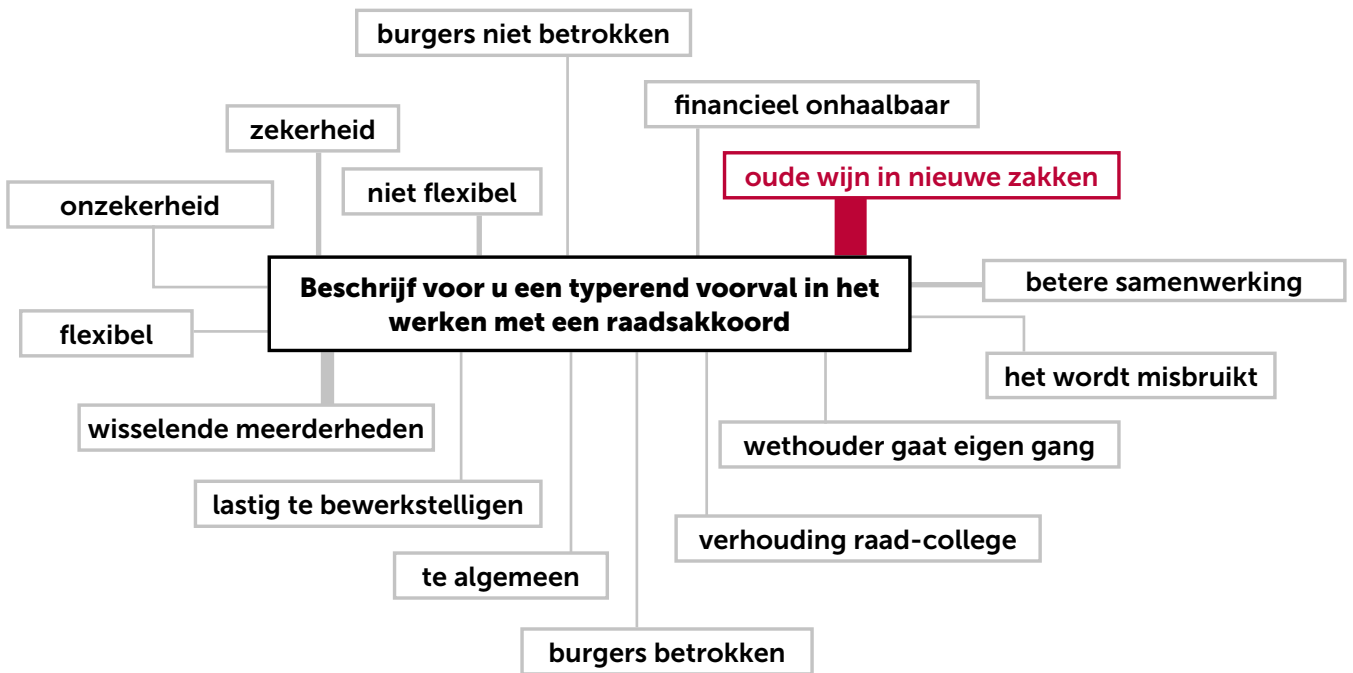 burgers niet betrokken
financieel onhaalbaar
zekerheid
oude wijn in nieuwe zakken
niet flexibel
onzekerheid
Beschrijf voor u een typerend voorval in het
werken met een raadsakkoord
betere samenwerking
flexibel
het wordt misbruikt
wisselende meerderheden
wethouder gaat eigen gang
lastig te bewerkstelligen
verhouding raad-college
te algemeen
burgers betrokken